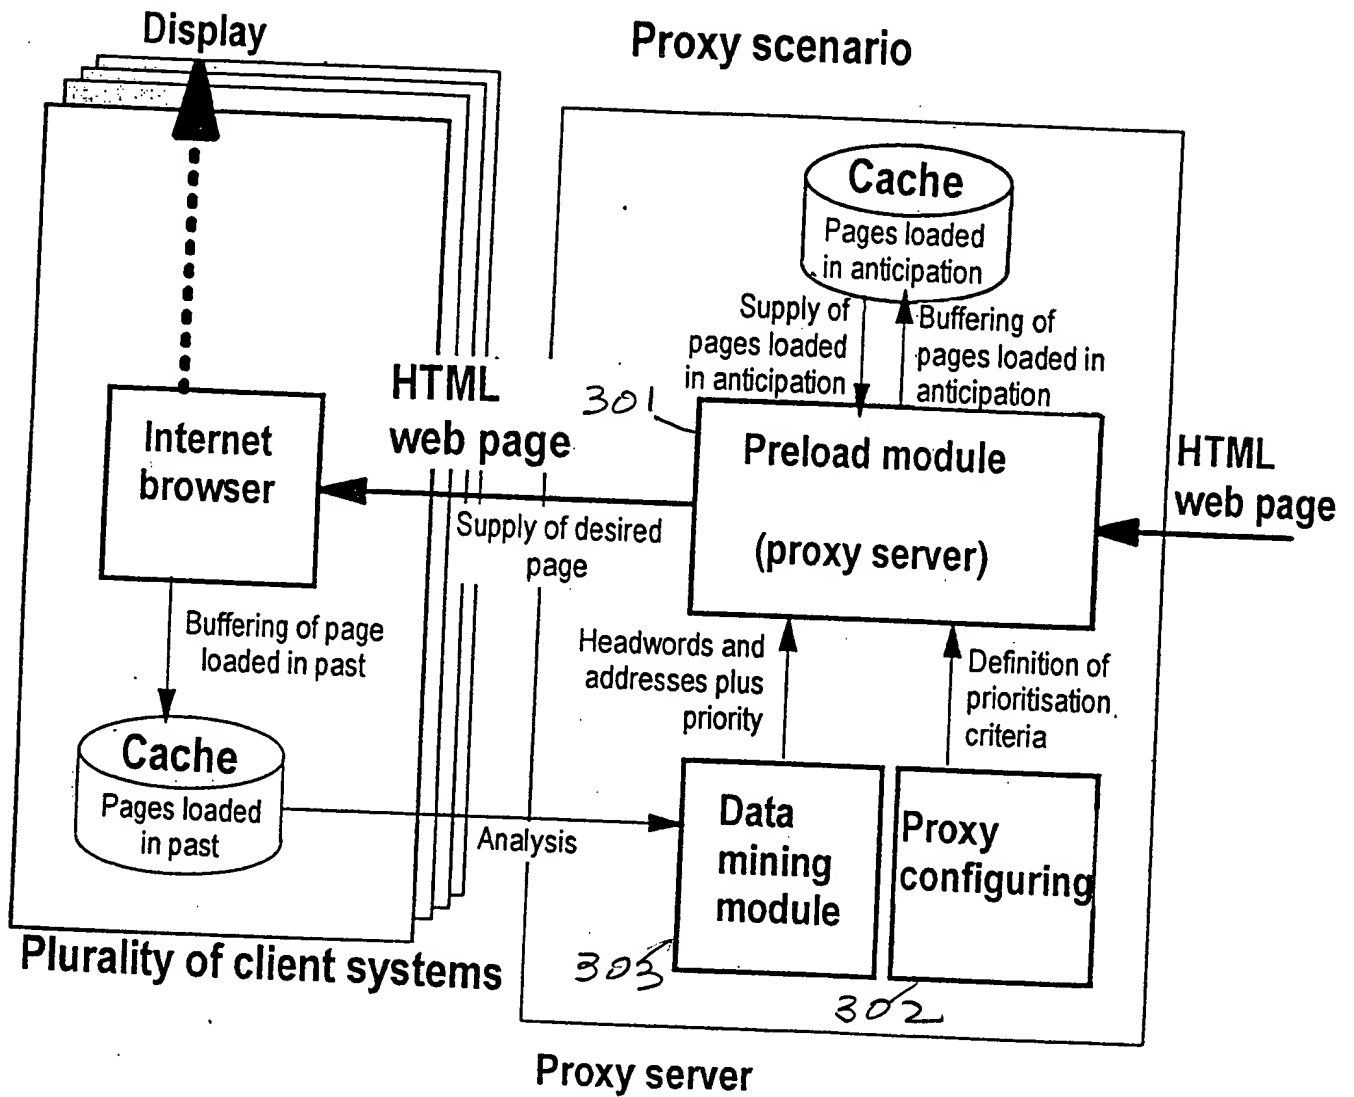 Display
Proxy scenario
Cache
Pages loaded
in anticipation
Supply of
pages loaded
in anticipation
Buffering of
pages loaded in
anticipation
301
HTML
web page
Internet
browser
Preload module
(proxy server)
HTML
web page
Supply of desired
page
Buffering of page
loaded in past
Headwords and
addresses plus
priority
Definition of
prioritisation
criteria
Cache
Pages loaded
in past
Analysis
Data
mining
module
Proxy
configuring
303
302
Plurality of client systems
Proxy server